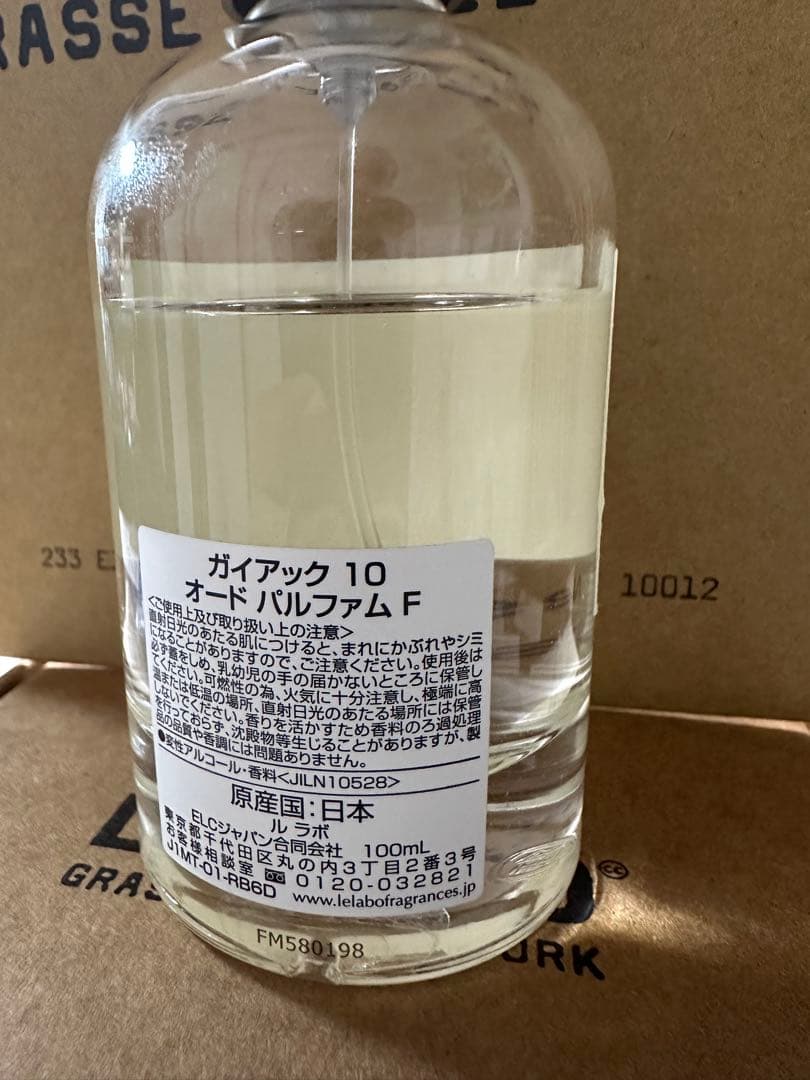 GRASSE
233 E
10012
ガイアック 10
オード パルファム F
<ご使用上及び取り扱い上の注意>
直射日光のあたる肌につけると、まれにかぶれやシミ
になることがありますので、ご注意ください。使用後は
必ず蓋をしめ、乳幼児の手の届かないところに保管し
てください。可燃性の為、火気に十分注意し、極端に高
温または低温の場所、直射日光のあたる場所には保管
しないでください。香りを活かすため香料のろ過処理
を行っておらず、沈殿物等生じることがありますが、製
品の品質や香調には問題ありません。
●変性アルコール・香料<JILN10528>
原産国:日本
ル ラボ
ELCジャパン合同会社 100mL
東京都千代田区丸の内3丁目2番3号
お客様相談室 0120-032821
J1MT-01-RB6D www.lelabofragrances.jp
FM580198
GRAS
ORK